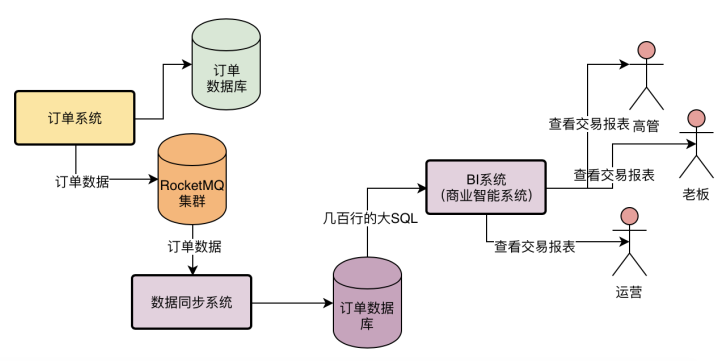 订单
数据库
订单系统
订单数据
RocketMQ
集群
订单数据
数据同步系统
订单数据
库
几百行的大SQL
BI系统
（商业智能系统）
查看交易报表
高管
查看交易报表
老板
查看交易报表
运营